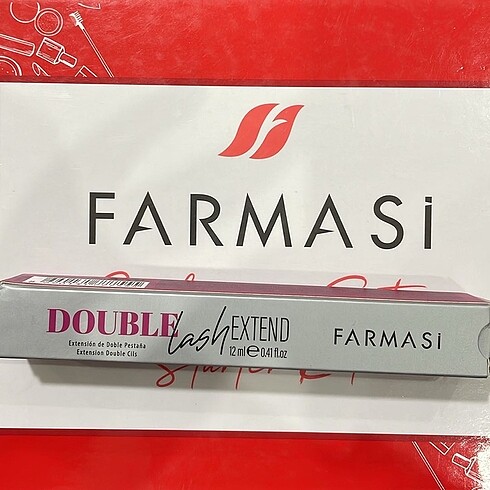 FARMASi
DOUBLE Lash EXTEND
Extensión de Doble Pestaña
Extension Double Cils
12 ml ℮ 0.41 fl.oz
FARMASi